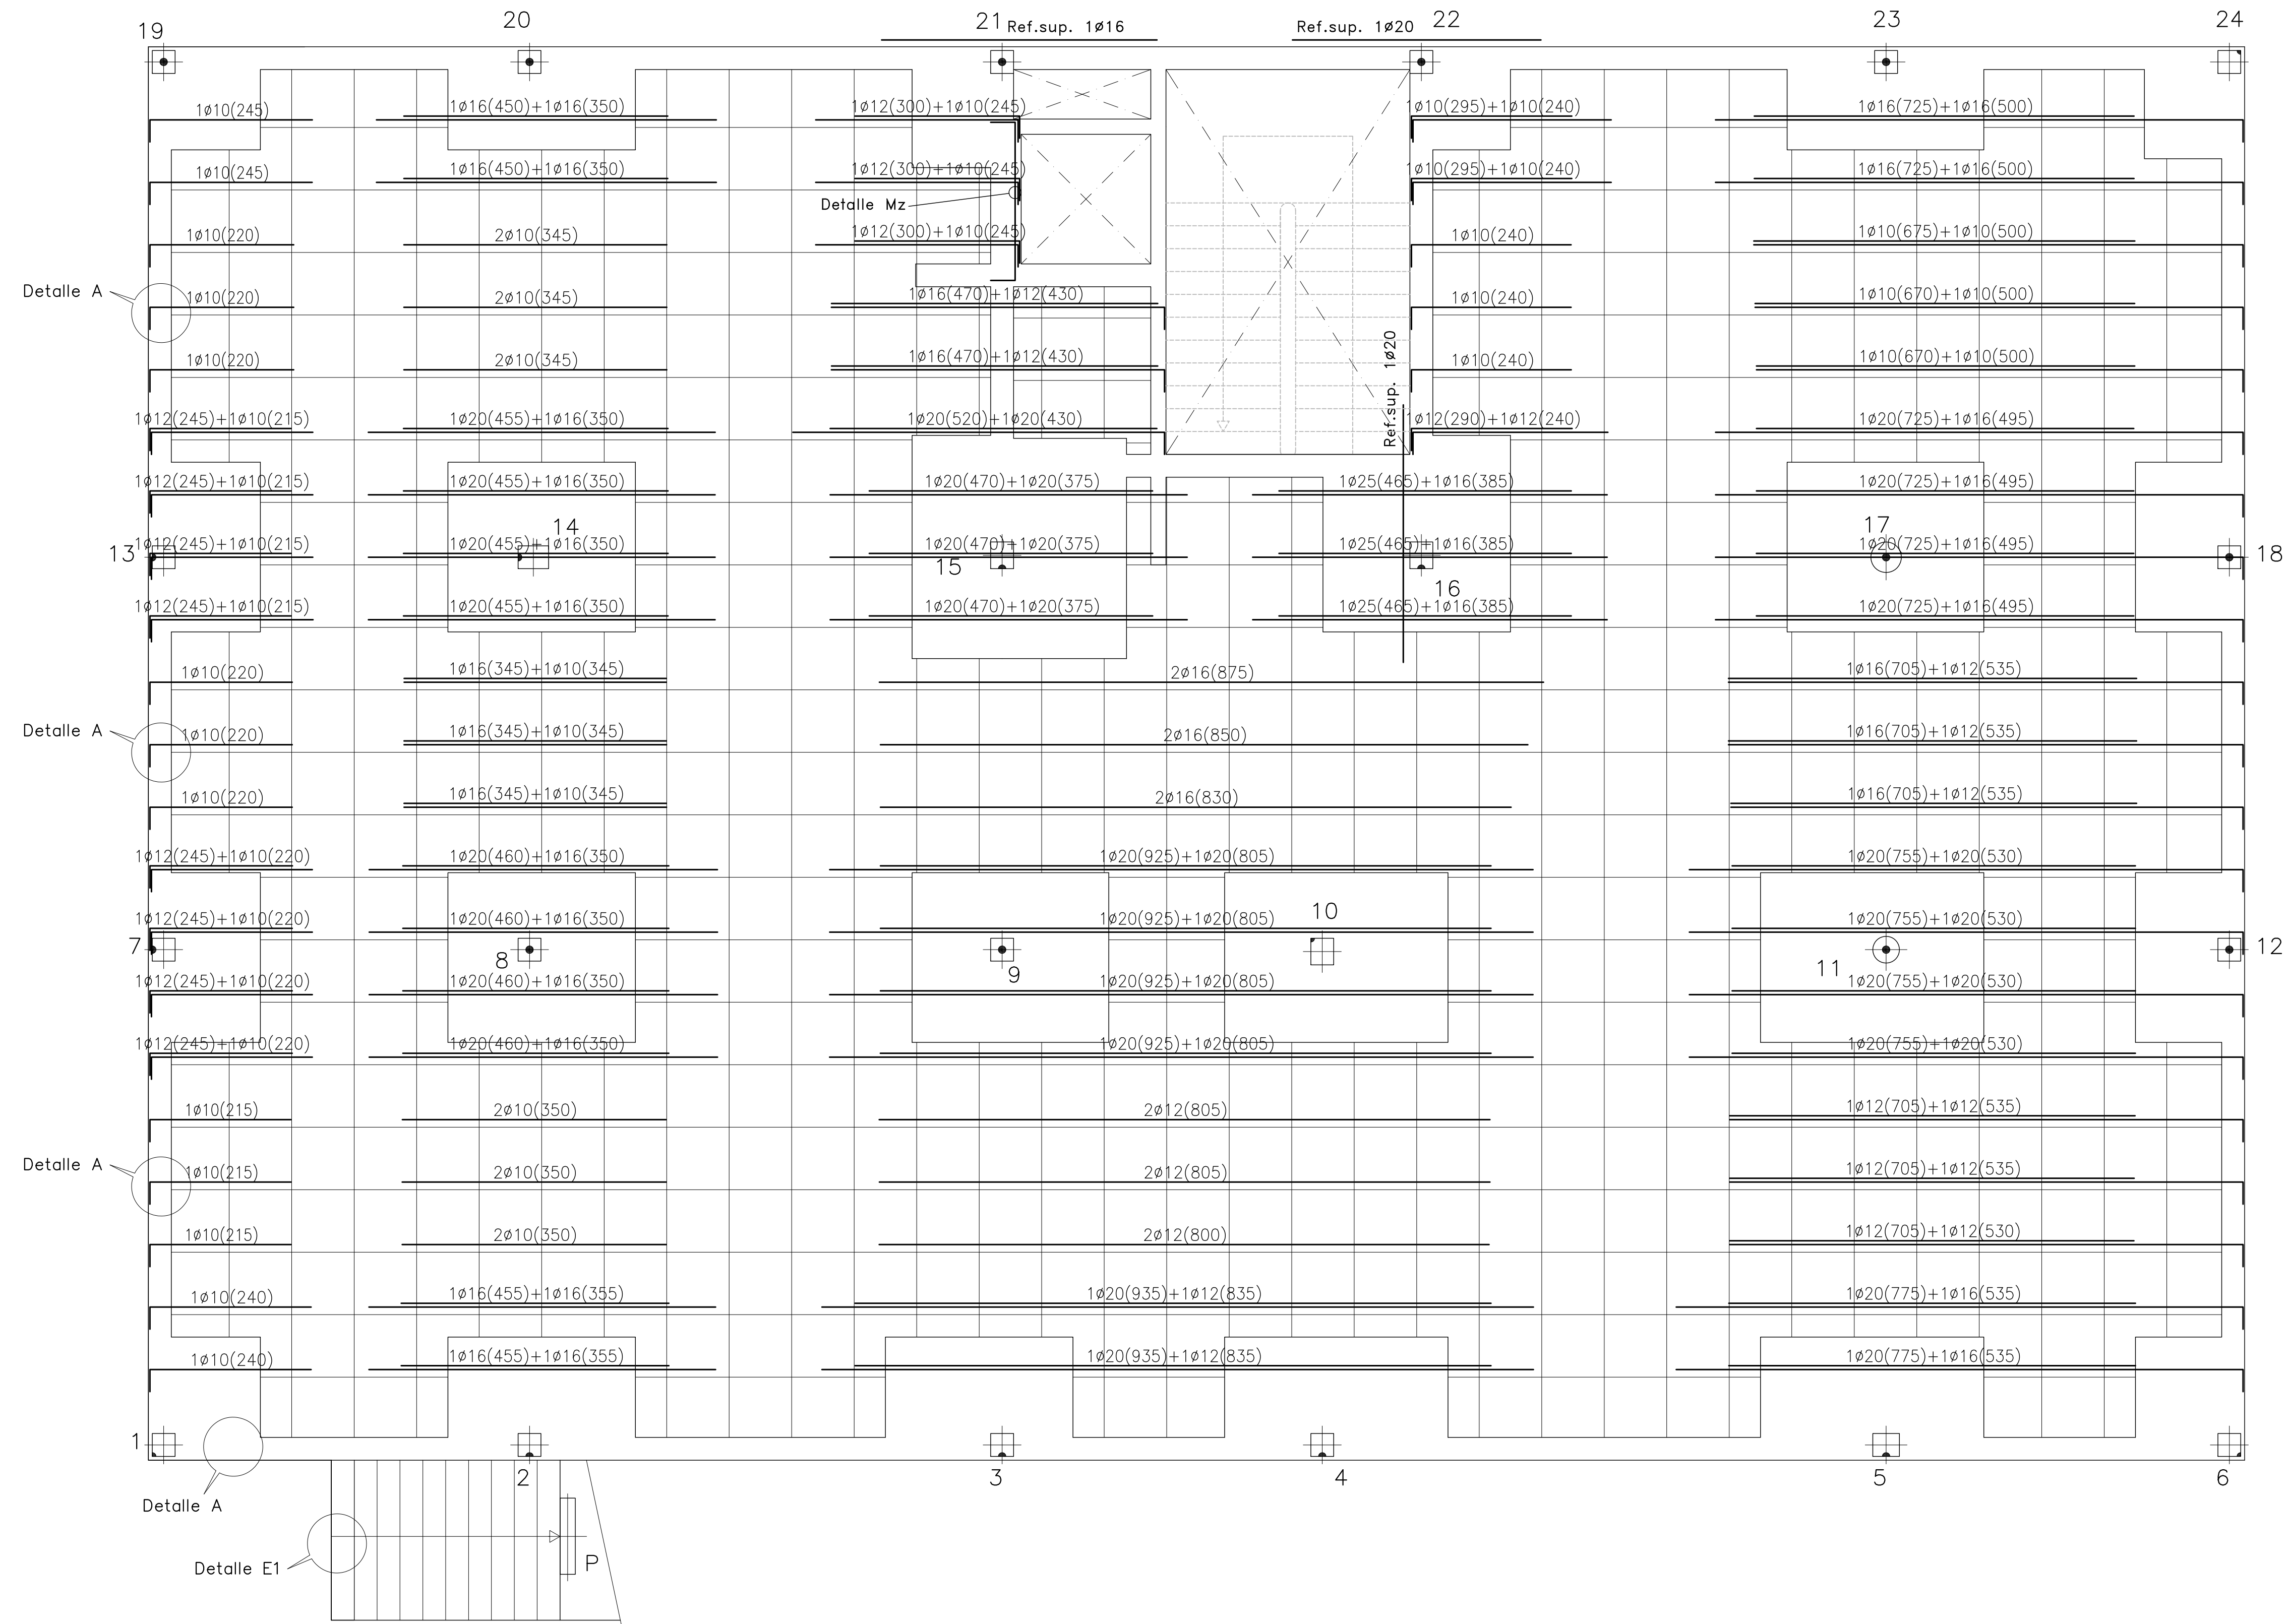 19 20 21 Ref.sup. 1ø16 Ref.sup. 1ø20 22 23 24
1ø10(245) 1ø16(450)+1ø16(350) 1ø12(300)+1ø10(245) 1ø10(295)+1ø10(240) 1ø16(725)+1ø16(500)
1ø10(245) 1ø16(450)+1ø16(350) 1ø12(300)+1ø10(245) 1ø10(295)+1ø10(240) 1ø16(725)+1ø16(500)
Detalle Mz
1ø10(220) 2ø10(345) 1ø12(300)+1ø10(245) 1ø10(240) 1ø10(675)+1ø10(500)
Detalle A
1ø10(220) 2ø10(345) 1ø16(470)+1ø12(430) 1ø10(240) 1ø10(670)+1ø10(500)
1ø10(220) 2ø10(345) 1ø16(470)+1ø12(430) 1ø10(240) 1ø10(670)+1ø10(500)
Ref.sup. 1ø20
1ø12(245)+1ø10(215) 1ø20(455)+1ø16(350) 1ø20(520)+1ø20(430) 1ø12(290)+1ø12(240) 1ø20(725)+1ø16(495)
1ø12(245)+1ø10(215) 1ø20(455)+1ø16(350) 1ø20(470)+1ø20(375) 1ø25(465)+1ø16(385) 1ø20(725)+1ø16(495)
14 17
13 1ø12(245)+1ø10(215) 1ø20(455)+1ø16(350) 1ø20(470)+1ø20(375) 1ø25(465)+1ø16(385) 1ø20(725)+1ø16(495) 18
15 16
1ø12(245)+1ø10(215) 1ø20(455)+1ø16(350) 1ø20(470)+1ø20(375) 1ø25(465)+1ø16(385) 1ø20(725)+1ø16(495)
1ø10(220) 1ø16(345)+1ø10(345) 2ø16(875) 1ø16(705)+1ø12(535)
Detalle A
1ø10(220) 1ø16(345)+1ø10(345) 2ø16(850) 1ø16(705)+1ø12(535)
1ø10(220) 1ø16(345)+1ø10(345) 2ø16(830) 1ø16(705)+1ø12(535)
1ø12(245)+1ø10(220) 1ø20(460)+1ø16(350) 1ø20(925)+1ø20(805) 1ø20(755)+1ø20(530)
10
1ø12(245)+1ø10(220) 1ø20(460)+1ø16(350) 1ø20(925)+1ø20(805) 1ø20(755)+1ø20(530)
7 8 9 11 12
1ø12(245)+1ø10(220) 1ø20(460)+1ø16(350) 1ø20(925)+1ø20(805) 1ø20(755)+1ø20(530)
1ø12(245)+1ø10(220) 1ø20(460)+1ø16(350) 1ø20(925)+1ø20(805) 1ø20(755)+1ø20(530)
1ø10(215) 2ø10(350) 2ø12(805) 1ø12(705)+1ø12(535)
Detalle A
1ø10(215) 2ø10(350) 2ø12(805) 1ø12(705)+1ø12(535)
1ø10(215) 2ø10(350) 2ø12(800) 1ø12(705)+1ø12(530)
1ø10(240) 1ø16(455)+1ø16(355) 1ø20(935)+1ø12(835) 1ø20(775)+1ø16(535)
1ø10(240) 1ø16(455)+1ø16(355) 1ø20(935)+1ø12(835) 1ø20(775)+1ø16(535)
1 2 3 4 5 6
Detalle A
Detalle E1 P